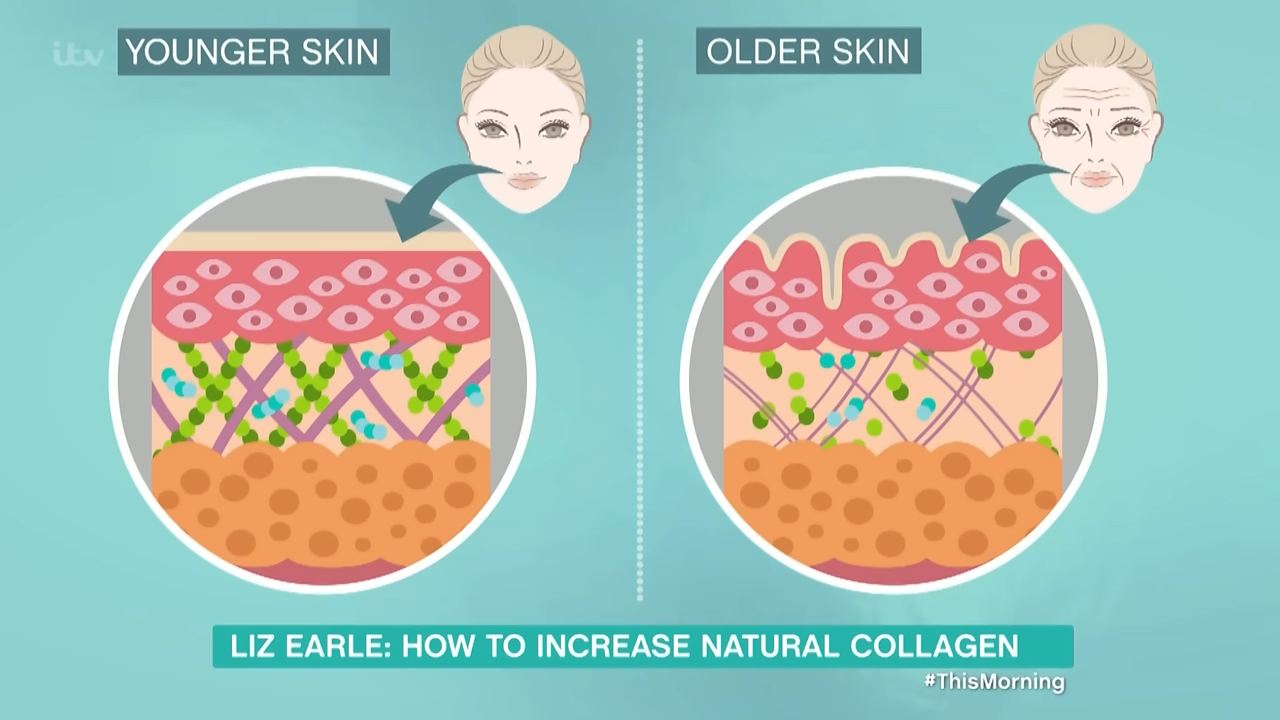 itv
YOUNGER SKIN
OLDER SKIN
LIZ EARLE: HOW TO INCREASE NATURAL COLLAGEN
#ThisMorning